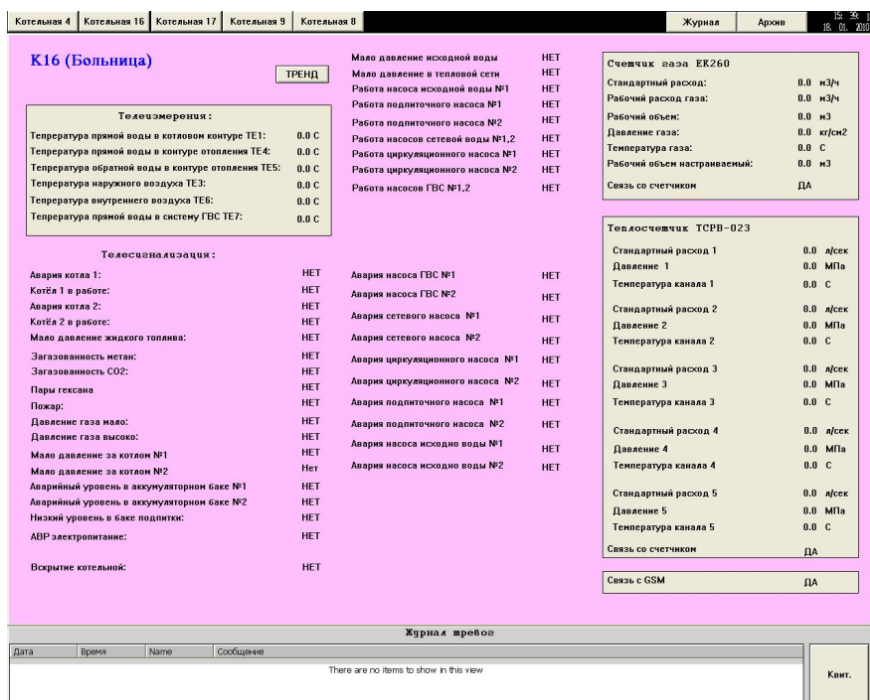 Котельная 4 Котельная 16 Котельная 17 Котельная 9 Котельная 8 Журнал Архив
18. 01. 2010
К16 (Больница)
ТРЕНД
Телеизмерения:
Тепрература прямой воды в котловом контуре ТЕ1: 0.0 С
Тепрература прямой воды в контуре отопления ТЕ4: 0.0 С
Тепрература обратной воды в контуре отопления ТЕ5: 0.0 С
Тепрература наружного воздуха ТЕ3: 0.0 С
Тепрература внутреннего воздуха ТЕ6: 0.0 С
Тепрература прямой воды в систему ГВС ТЕ7: 0.0 С
Телесигнализация:
Авария котла 1: НЕТ
Котёл 1 в работе: НЕТ
Авария котла 2: НЕТ
Котёл 2 в работе: НЕТ
Мало давление жидкого топлива: НЕТ
Загазованность метан: НЕТ
Загазованность СО2: НЕТ
Пары гексана НЕТ
Пожар: НЕТ
Давление газа мало: НЕТ
Давление газа высоко: НЕТ
Мало давление за котлом №1 НЕТ
Мало давление за котлом №2 Нет
Аварийный уровень в аккумуляторном баке №1 НЕТ
Аварийный уровень в аккумуляторном баке №2 НЕТ
Низкий уровень в баке подпитки: НЕТ
АВР электропитание: НЕТ
Вскрытие котельной: НЕТ
Мало давление исходной воды НЕТ
Мало давление в тепловой сети НЕТ
Работа насоса исходной воды №1 НЕТ
Работа подпиточного насоса №1 НЕТ
Работа подпиточного насоса №2 НЕТ
Работа насосов сетевой воды №1,2 НЕТ
Работа циркуляционного насоса №1 НЕТ
Работа циркуляционного насоса №2 НЕТ
Работа насосов ГВС №1,2 НЕТ
Авария насоса ГВС №1 НЕТ
Авария насоса ГВС №2 НЕТ
Авария сетевого насоса №1 НЕТ
Авария сетевого насоса №2 НЕТ
Авария циркуляционного насоса №1 НЕТ
Авария циркуляционного насоса №2 НЕТ
Авария подпиточного насоса №1 НЕТ
Авария подпиточного насоса №2 НЕТ
Авария насоса исходно воды №1 НЕТ
Авария насоса исходно воды №2 НЕТ
Счетчик газа ЕК260
Стандартный расход: 0.0 м3/ч
Рабочий расход газа: 0.0 м3/ч
Рабочий объем: 0.0 м3
Давление газа: 0.0 кг/см2
Температура газа: 0.0 С
Рабочий объем настраиваемый: 0.0 м3
Связь со счетчиком ДА
Теплосчетчик ТСРВ-023
Стандартный расход 1 0.0 л/сек
Давление 1 0.0 МПа
Температура канала 1 0.0 С
Стандартный расход 2 0.0 л/сек
Давление 2 0.0 МПа
Температура канала 2 0.0 С
Стандартный расход 3 0.0 л/сек
Давление 3 0.0 МПа
Температура канала 3 0.0 С
Стандартный расход 4 0.0 л/сек
Давление 4 0.0 МПа
Температура канала 4 0.0 С
Стандартный расход 5 0.0 л/сек
Давление 5 0.0 МПа
Температура канала 5 0.0 С
Связь со счетчиком ДА
Связь с GSM ДА
Журнал тревог
Дата Время Name Сообщение
There are no items to show in this view
Квит.